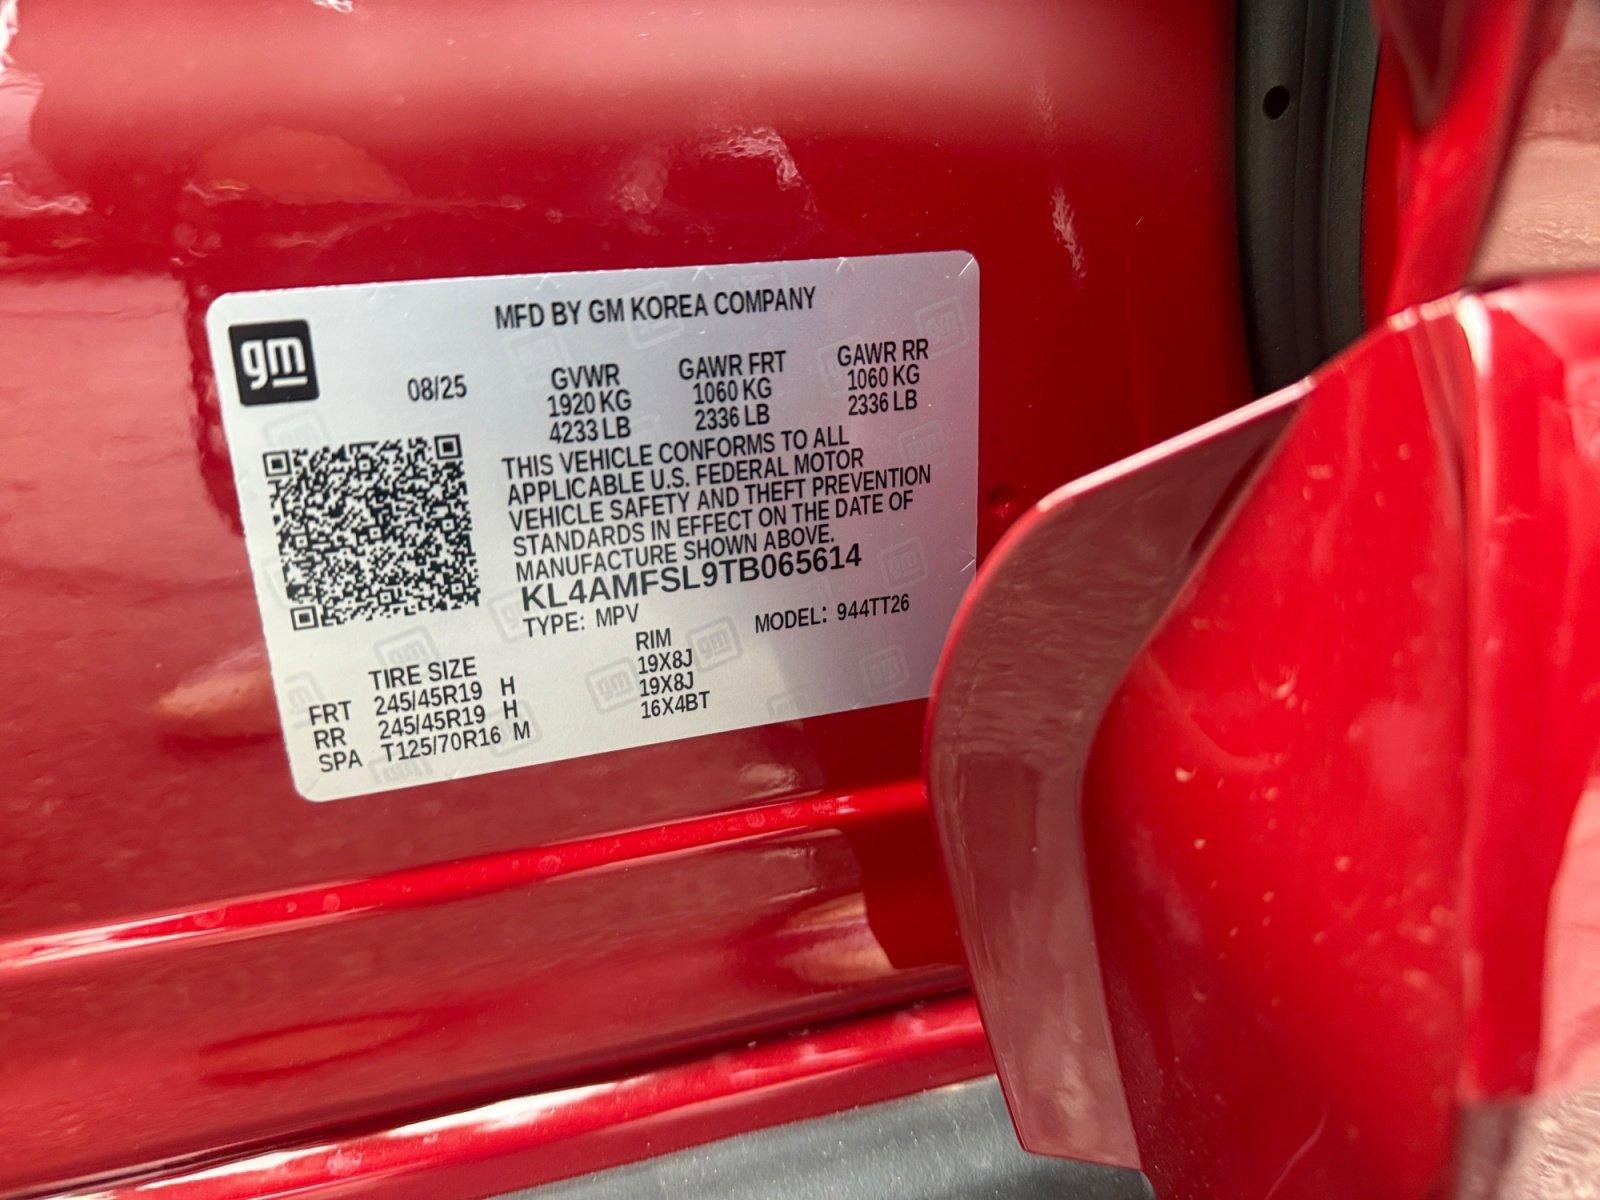 MFD BY GM KOREA COMPANY
gm
08/25
GVWR
1920 KG
4233 LB
GAWR FRT
1060 KG
2336 LB
GAWR RR
1060 KG
2336 LB
THIS VEHICLE CONFORMS TO ALL
APPLICABLE U.S. FEDERAL MOTOR
VEHICLE SAFETY AND THEFT PREVENTION
STANDARDS IN EFFECT ON THE DATE OF
MANUFACTURE SHOWN ABOVE.
KL4AMFSL9TB065614
TYPE: MPV
MODEL: 944TT26
TIRE SIZE RIM
FRT 245/45R19 H 19X8J
RR 245/45R19 H 19X8J
SPA T125/70R16 M 16X4BT